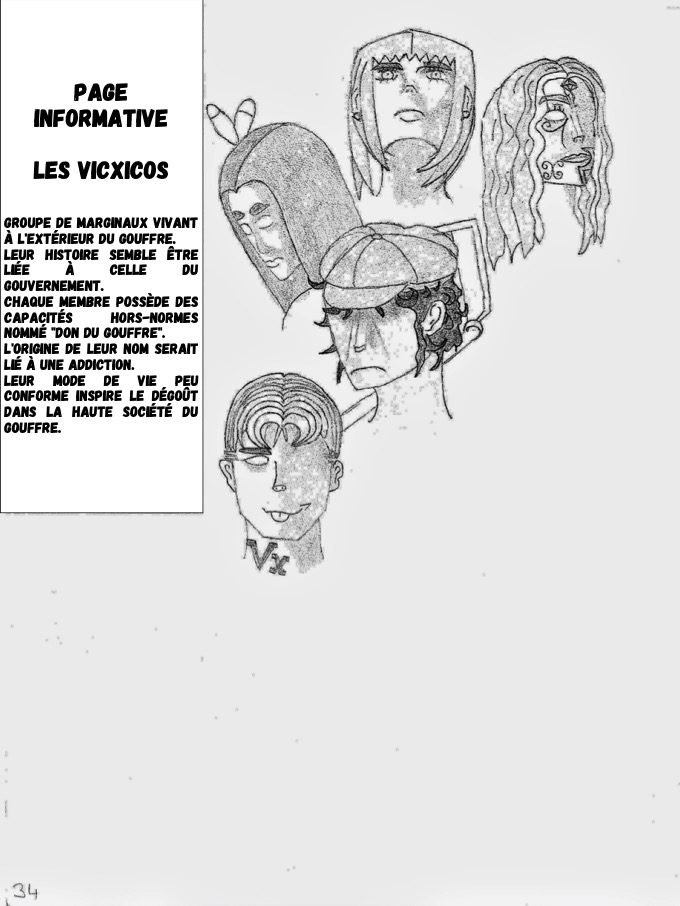 PAGE
INFORMATIVE
LES VICXICOS
GROUPE DE MARGINAUX VIVANT
À L'EXTÉRIEUR DU GOUFFRE.
LEUR HISTOIRE SEMBLE ÊTRE
LIÉE À CELLE DU
GOUVERNEMENT.
CHAQUE MEMBRE POSSÈDE DES
CAPACITÉS HORS-NORMES
NOMMÉ "DON DU GOUFFRE".
L'ORIGINE DE LEUR NOM SERAIT
LIÉ À UNE ADDICTION.
LEUR MODE DE VIE PEU
CONFORME INSPIRE LE DÉGOÛT
DANS LA HAUTE SOCIÉTÉ DU
GOUFFRE.
Vx
34